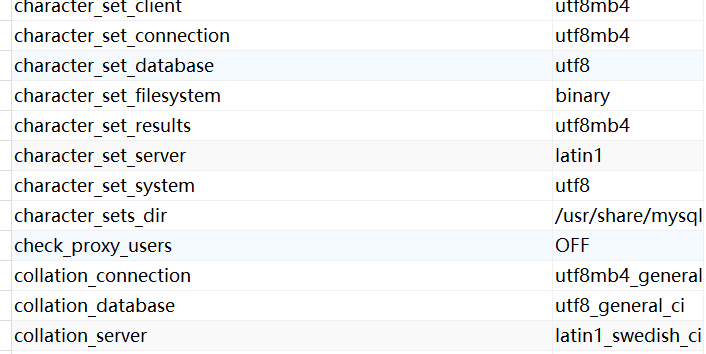 character_set_client utf8mb4
character_set_connection utf8mb4
character_set_database utf8
character_set_filesystem binary
character_set_results utf8mb4
character_set_server latin1
character_set_system utf8
character_sets_dir /usr/share/mysql
check_proxy_users OFF
collation_connection utf8mb4_general
collation_database utf8_general_ci
collation_server latin1_swedish_ci